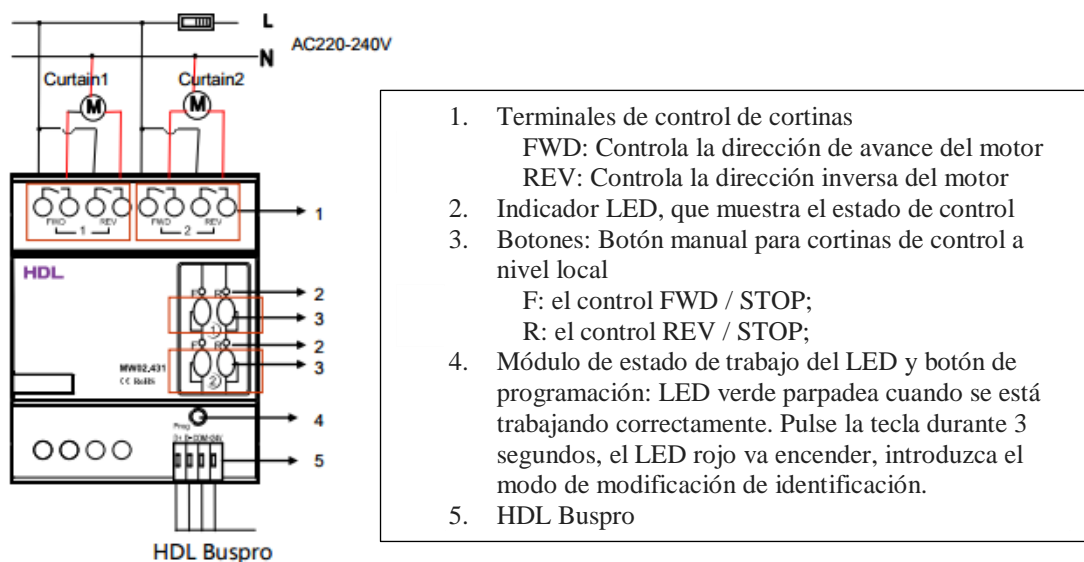 L
AC220-240V
N
Curtain1
Curtain2
M
M
FWD
REV
FWD
REV
1
2
1
HDL
F
R
2
3
①
F
R
2
3
②
MW02.431
CE RoHS
4
Prog
D+ D- COM +24V
5
HDL Buspro
1. Terminales de control de cortinas
FWD: Controla la dirección de avance del motor
REV: Controla la dirección inversa del motor
2. Indicador LED, que muestra el estado de control
3. Botones: Botón manual para cortinas de control a
nivel local
F: el control FWD / STOP;
R: el control REV / STOP;
4. Módulo de estado de trabajo del LED y botón de
programación: LED verde parpadea cuando se está
trabajando correctamente. Pulse la tecla durante 3
segundos, el LED rojo va encender, introduzca el
modo de modificación de identificación.
5. HDL Buspro